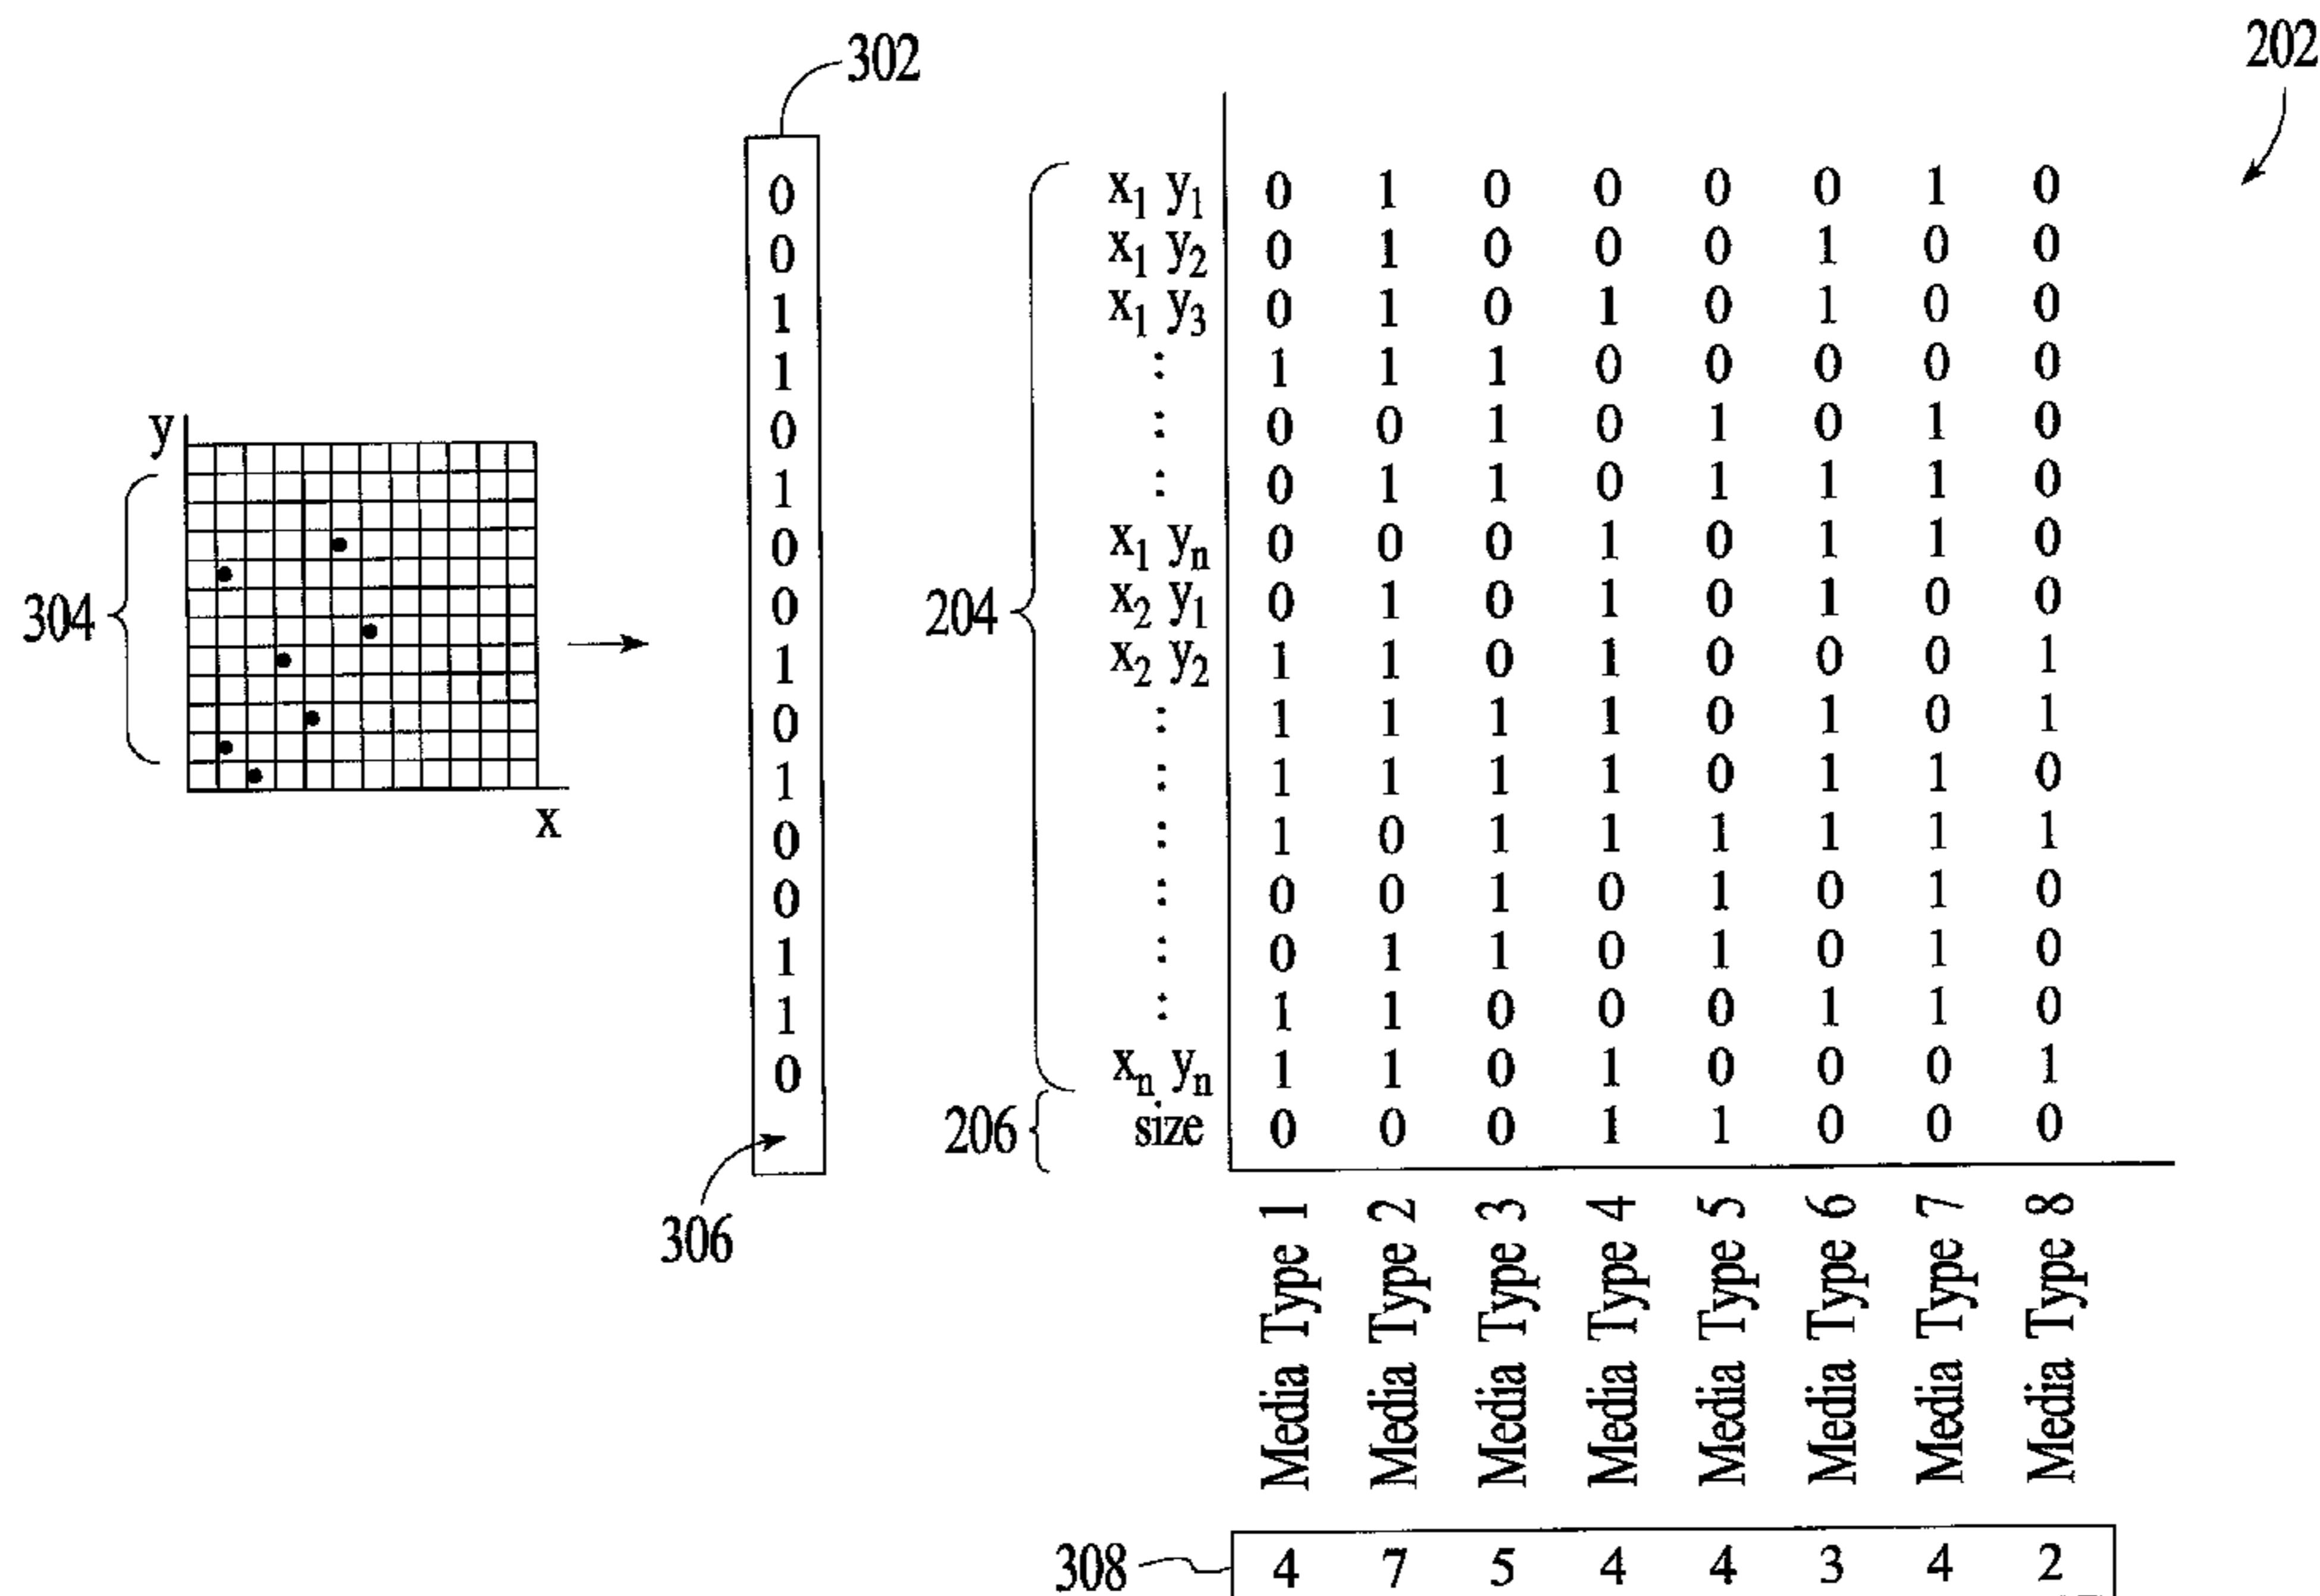 302
202
0
0
1
1
0
1
0
0
1
0
1
0
0
1
1
0
306
y
x
304
204
206
x₁ y₁ 0 1 0 0 0 0 1 0
x₁ y₂ 0 1 0 0 0 1 0 0
x₁ y₃ 0 1 0 1 0 1 0 0
: 1 1 1 0 0 0 0 0
: 0 0 1 0 1 0 1 0
: 0 1 1 0 1 1 1 0
x₁ yₙ 0 0 0 1 0 1 1 0
x₂ y₁ 0 1 0 1 0 1 0 0
x₂ y₂ 1 1 0 1 0 0 0 1
: 1 1 1 1 0 1 0 1
: 1 1 1 1 0 1 1 0
: 1 0 1 1 1 1 1 1
: 0 0 1 0 1 0 1 0
: 0 1 1 0 1 0 1 0
: 1 1 0 0 0 1 1 0
xₙ yₙ 1 1 0 1 0 0 0 1
size 0 0 0 1 1 0 0 0
Media Type 1
Media Type 2
Media Type 3
Media Type 4
Media Type 5
Media Type 6
Media Type 7
Media Type 8
308
4 7 5 4 4 3 4 2